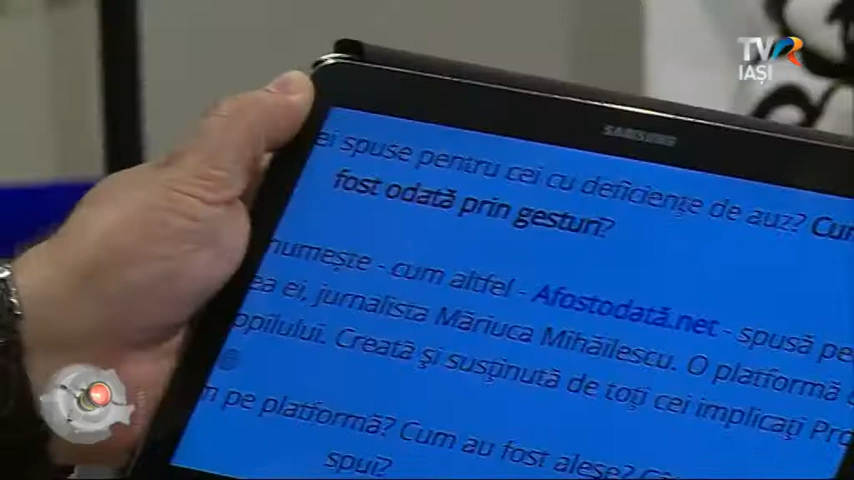 TVR
IAȘI
SAMSUNG
ei spuse pentru cei cu deficiențe de auz? Cum
fost odată prin gesturi?
numește - cum altfel - Afostodată.net - spusă pe
ea ei, jurnalista Măriuca Mihăilescu. O platformă
opilului. Creată și susținută de toți cei implicați Pro
n pe platformă? Cum au fost alese?
spui?